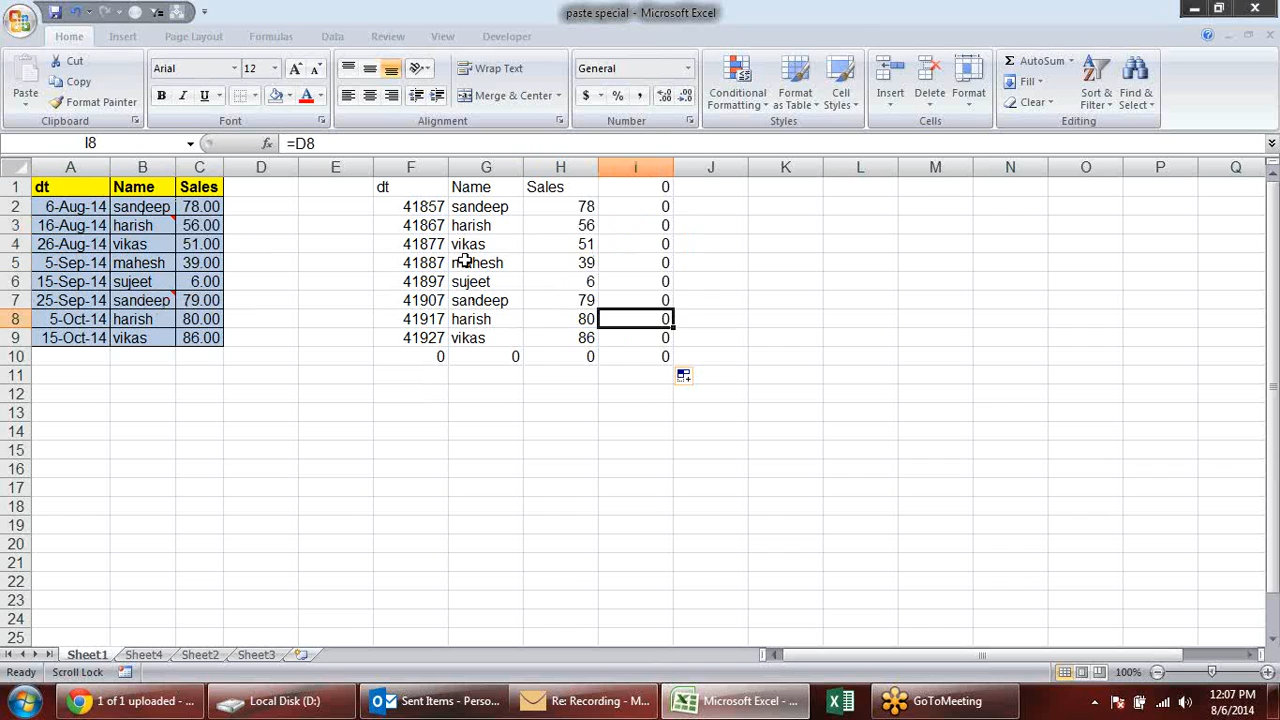 paste special - Microsoft Excel
Home Insert Page Layout Formulas Data Review View Developer
Paste
Cut
Copy
Format Painter
Clipboard
Arial 12
B I U
Font
Wrap Text
Merge & Center
Alignment
General
$ % ,
Number
Conditional Formatting
Format as Table
Cell Styles
Styles
Insert Delete Format
Cells
AutoSum
Fill
Clear
Sort & Filter
Find & Select
Editing
I8 fx =D8
A B C D E F G H I J K L M N O P Q
1 dt Name Sales dt Name Sales 0
2 6-Aug-14 sandeep 78.00 41857 sandeep 78 0
3 16-Aug-14 harish 56.00 41867 harish 56 0
4 26-Aug-14 vikas 51.00 41877 vikas 51 0
5 5-Sep-14 mahesh 39.00 41887 mahesh 39 0
6 15-Sep-14 sujeet 6.00 41897 sujeet 6 0
7 25-Sep-14 sandeep 79.00 41907 sandeep 79 0
8 5-Oct-14 harish 80.00 41917 harish 80 0
9 15-Oct-14 vikas 86.00 41927 vikas 86 0
10 0 0 0 0
11
12
13
14
15
16
17
18
19
20
21
22
23
24
25
Sheet1 Sheet4 Sheet2 Sheet3
Ready Scroll Lock 100%
1 of 1 uploaded - ... Local Disk (D:) Sent Items - Perso... Re: Recording - M... Microsoft Excel - ... GoToMeeting
12:07 PM
8/6/2014